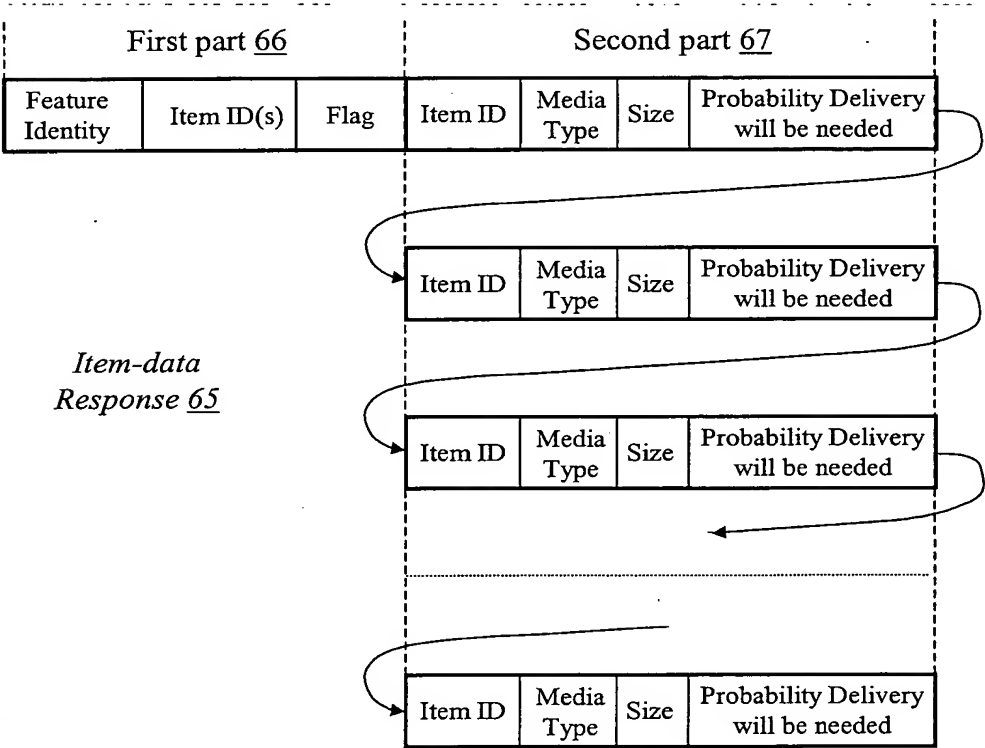 First part 66
Second part 67
Feature Identity
Item ID(s)
Flag
Item ID
Media Type
Size
Probability Delivery will be needed
Item ID
Media Type
Size
Probability Delivery will be needed
Item-data
Response 65
Item ID
Media Type
Size
Probability Delivery will be needed
Item ID
Media Type
Size
Probability Delivery will be needed